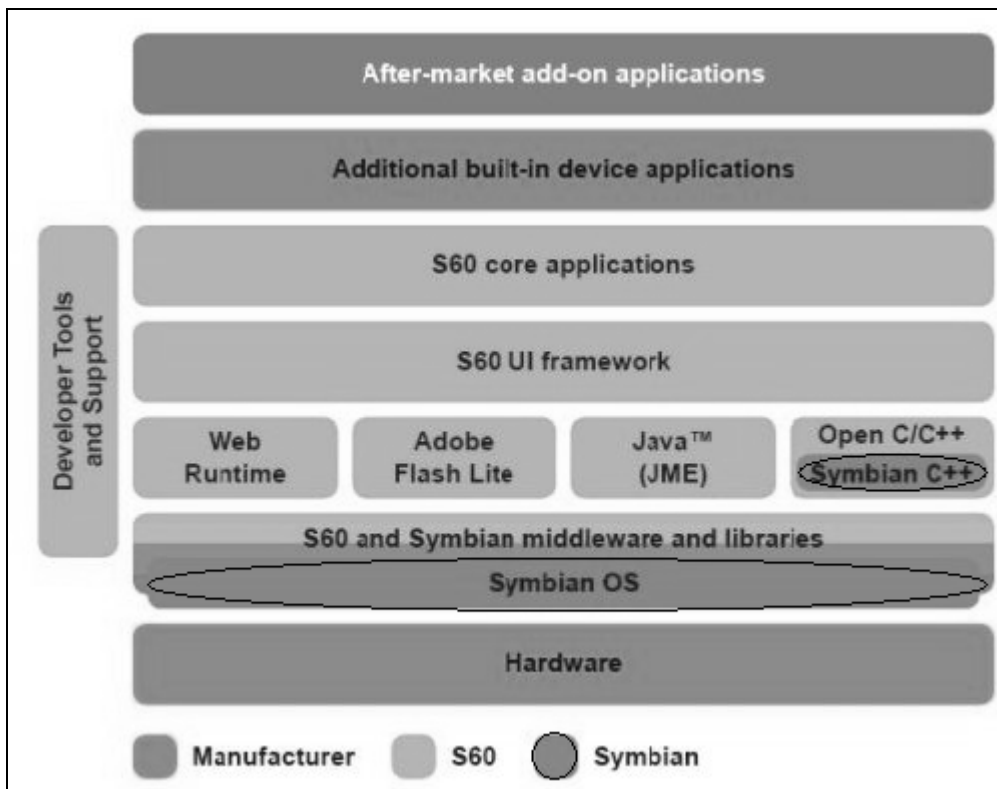 After-market add-on applications
Additional built-in device applications
Developer Tools
and Support
S60 core applications
S60 UI framework
Web
Runtime
Adobe
Flash Lite
Java™
(JME)
Open C/C++
Symbian C++
S60 and Symbian middleware and libraries
Symbian OS
Hardware
Manufacturer
S60
Symbian